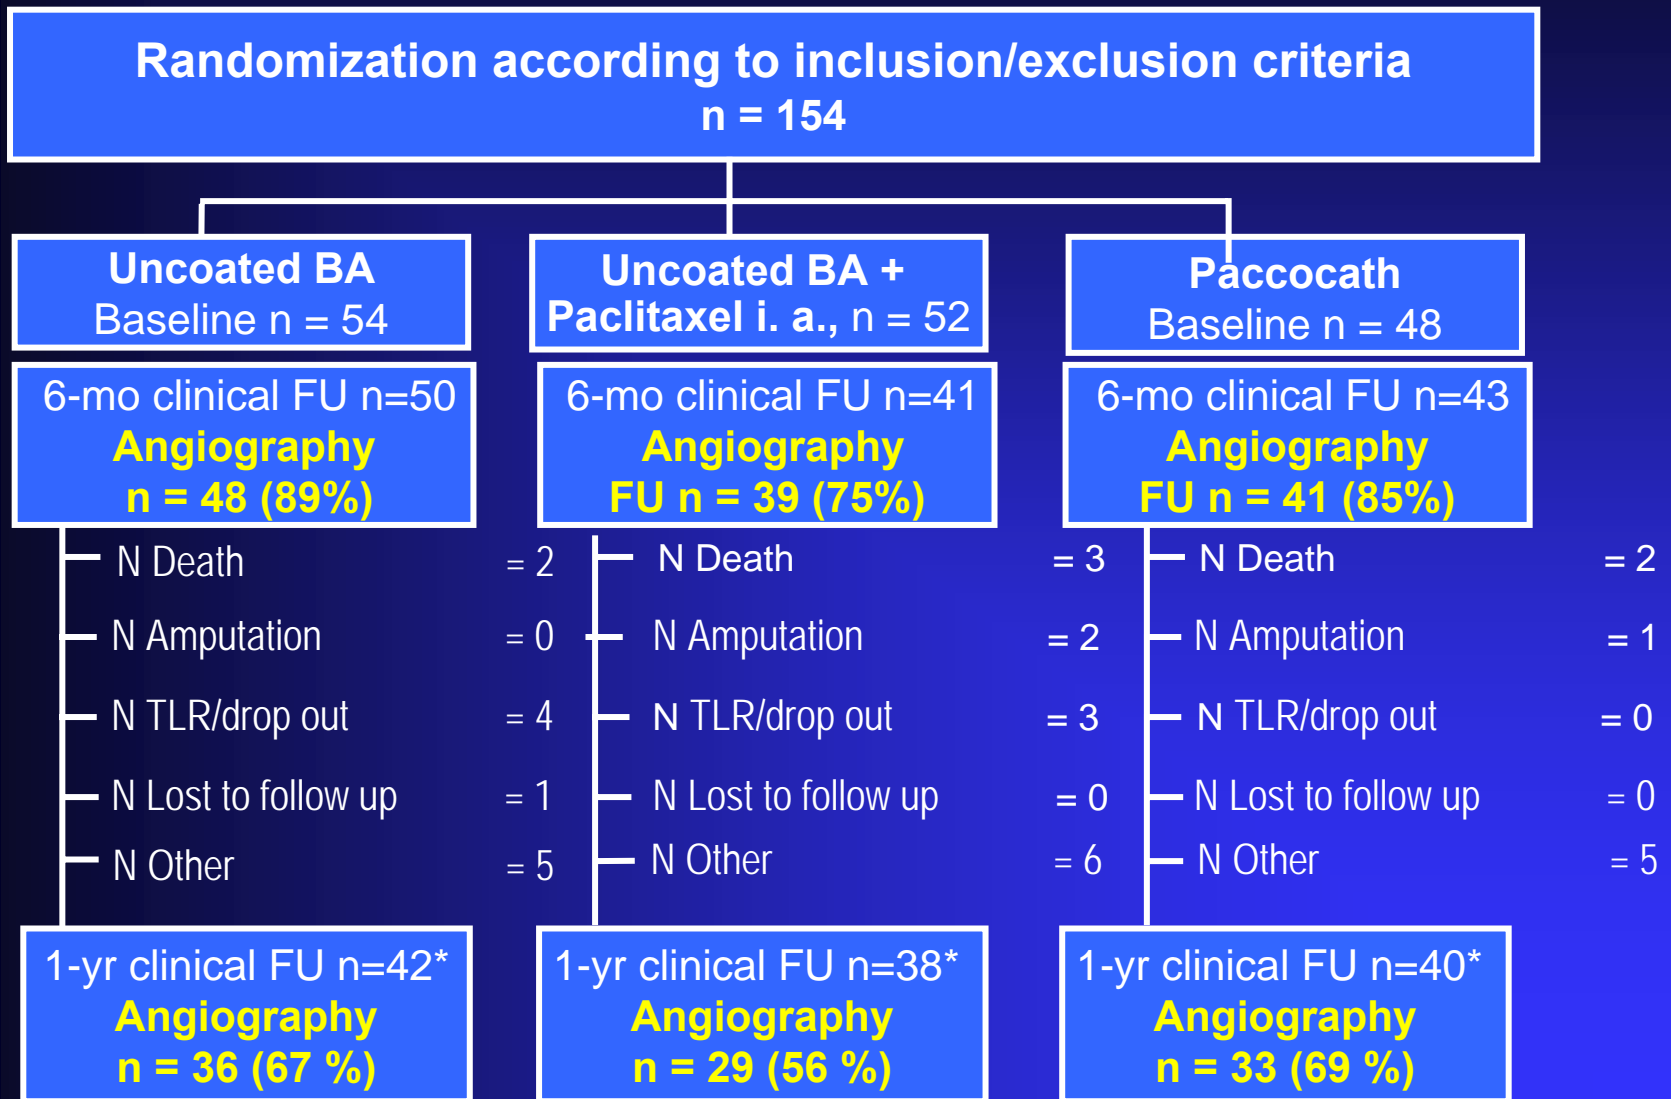 Randomization according to inclusion/exclusion criteria
n = 154
Uncoated BA
Baseline n = 54
Uncoated BA +
Paclitaxel i. a., n = 52
Paccocath
Baseline n = 48
6-mo clinical FU n=50
Angiography
n = 48 (89%)
6-mo clinical FU n=41
Angiography
FU n = 39 (75%)
6-mo clinical FU n=43
Angiography
FU n = 41 (85%)
N Death = 2
N Amputation = 0
N TLR/drop out = 4
N Lost to follow up = 1
N Other = 5
N Death = 3
N Amputation = 2
N TLR/drop out = 3
N Lost to follow up = 0
N Other = 6
N Death = 2
N Amputation = 1
N TLR/drop out = 0
N Lost to follow up = 0
N Other = 5
1-yr clinical FU n=42*
Angiography
n = 36 (67 %)
1-yr clinical FU n=38*
Angiography
n = 29 (56 %)
1-yr clinical FU n=40*
Angiography
n = 33 (69 %)